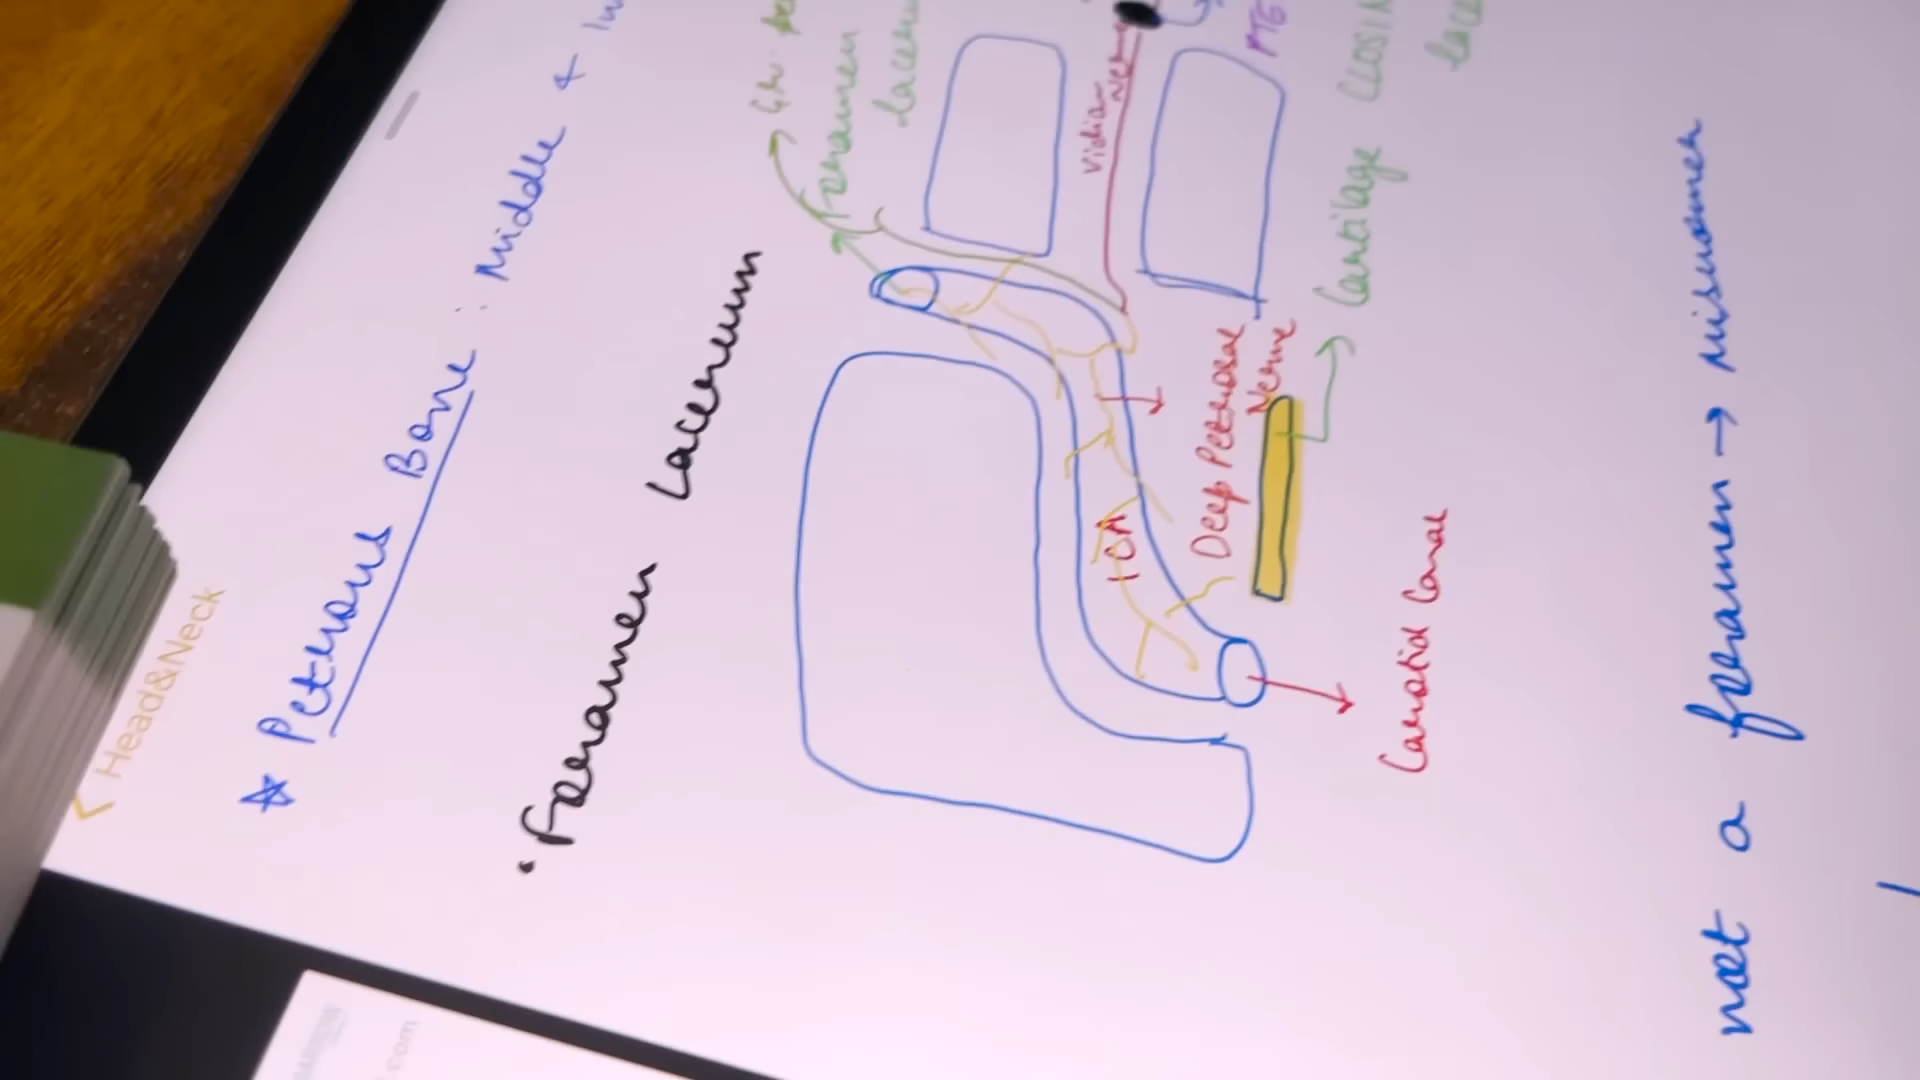 Head&Neck
Petrous Bone : Middle &
Foramen Lacerum
Foramen
Vidian
Nerve
Deep Petrosal
Nerve
ICA
Cartilage
Carotid Canal
not a foramen → misnomer